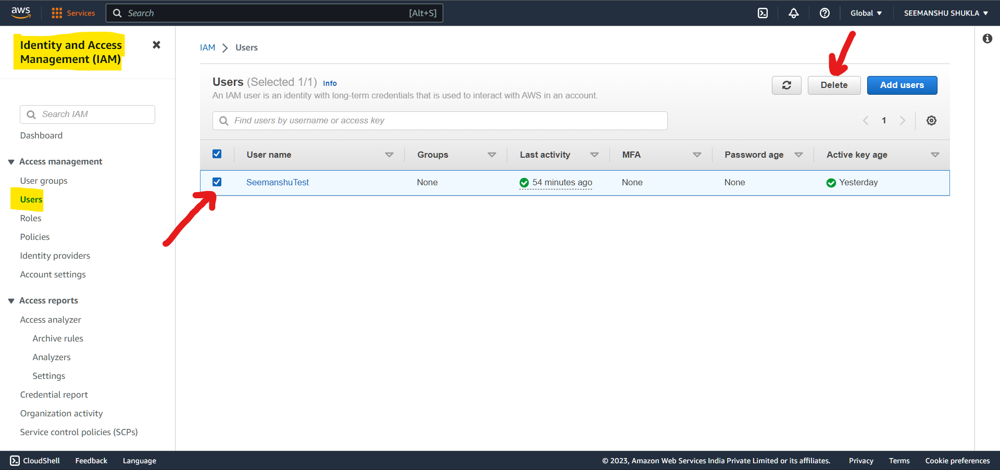 aws
Services
Search [Alt+S]
Global
SEEMANSHU SHUKLA
Identity and Access
Management (IAM)
Search IAM
Dashboard
Access management
User groups
Users
Roles
Policies
Identity providers
Account settings
Access reports
Access analyzer
Archive rules
Analyzers
Settings
Credential report
Organization activity
Service control policies (SCPs)
IAM > Users
Users (Selected 1/1) Info
An IAM user is an identity with long-term credentials that is used to interact with AWS in an account.
Delete
Add users
Find users by username or access key
1
User name Groups Last activity MFA Password age Active key age
SeemanshuTest None 54 minutes ago None None Yesterday
CloudShell Feedback Language
© 2023, Amazon Web Services India Private Limited or its affiliates. Privacy Terms Cookie preferences